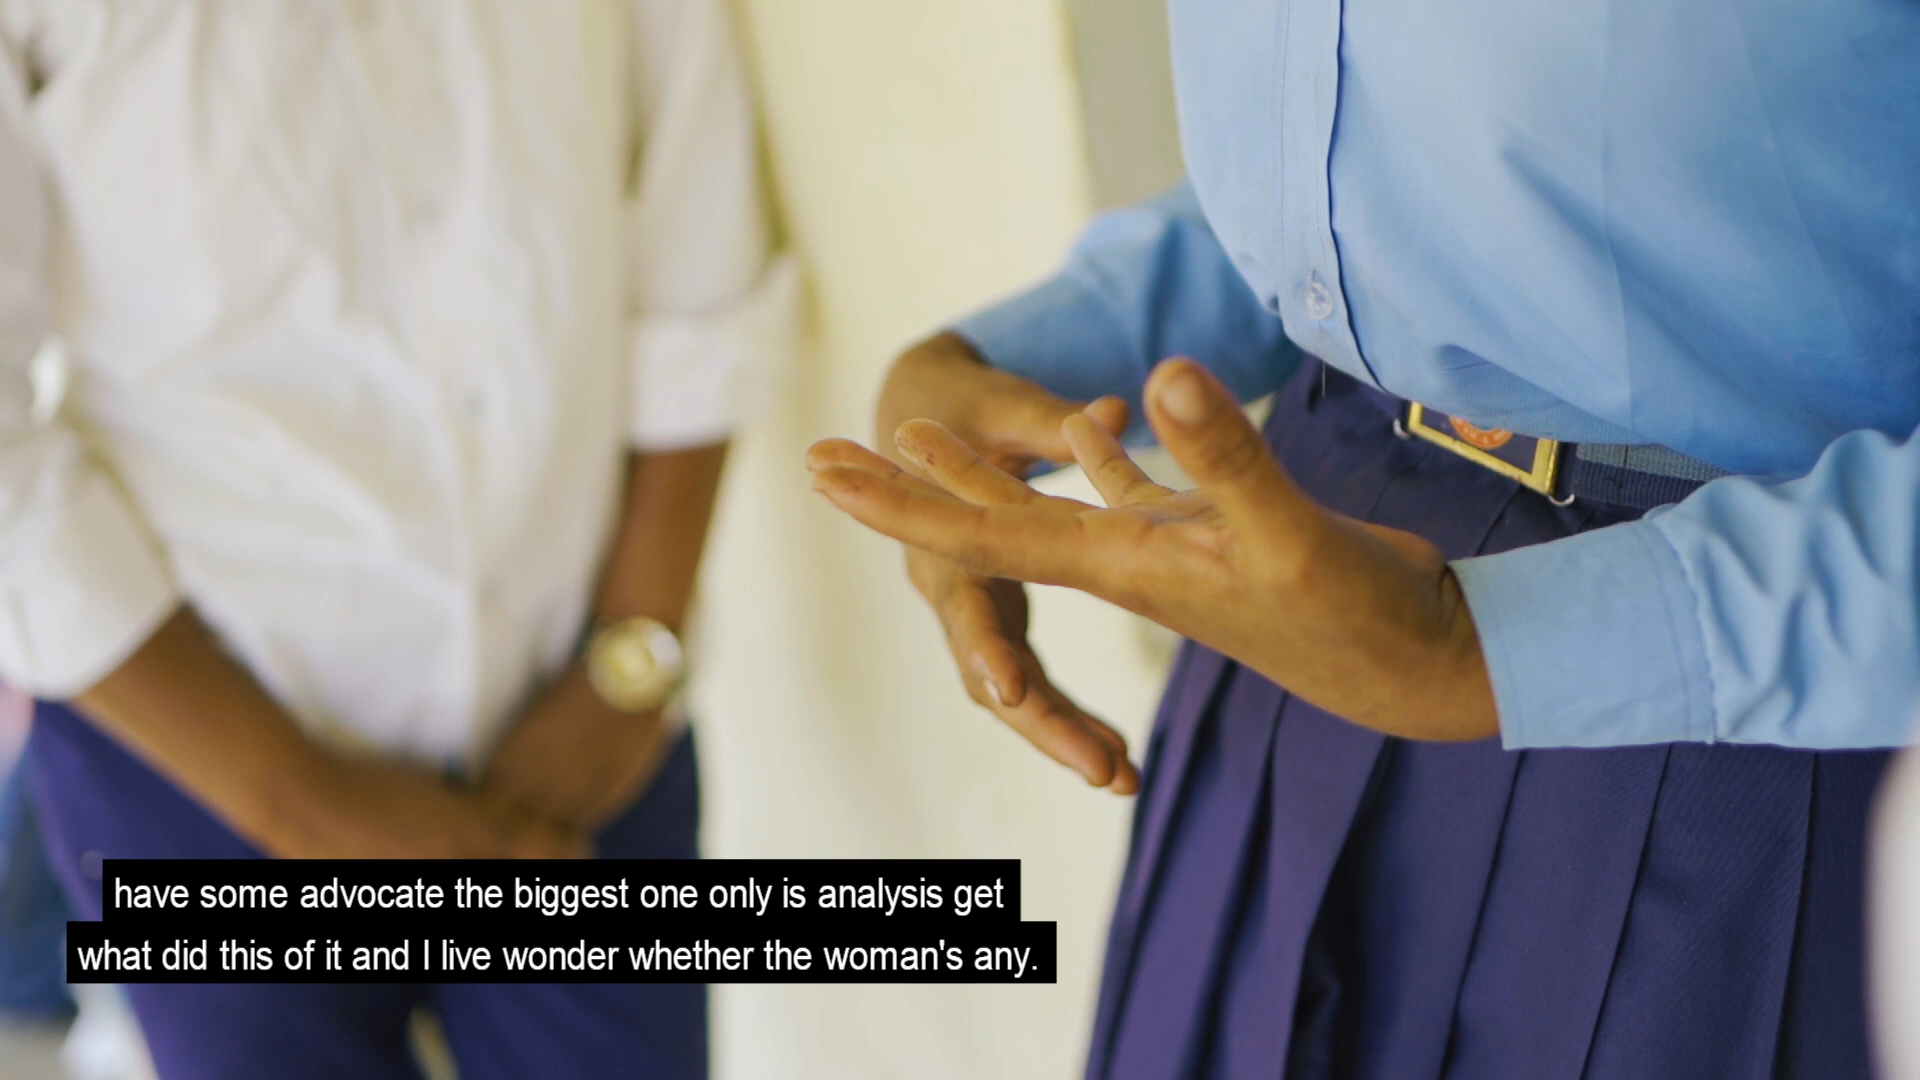 have some advocate the biggest one only is analysis get
what did this of it and I live wonder whether the woman's any.